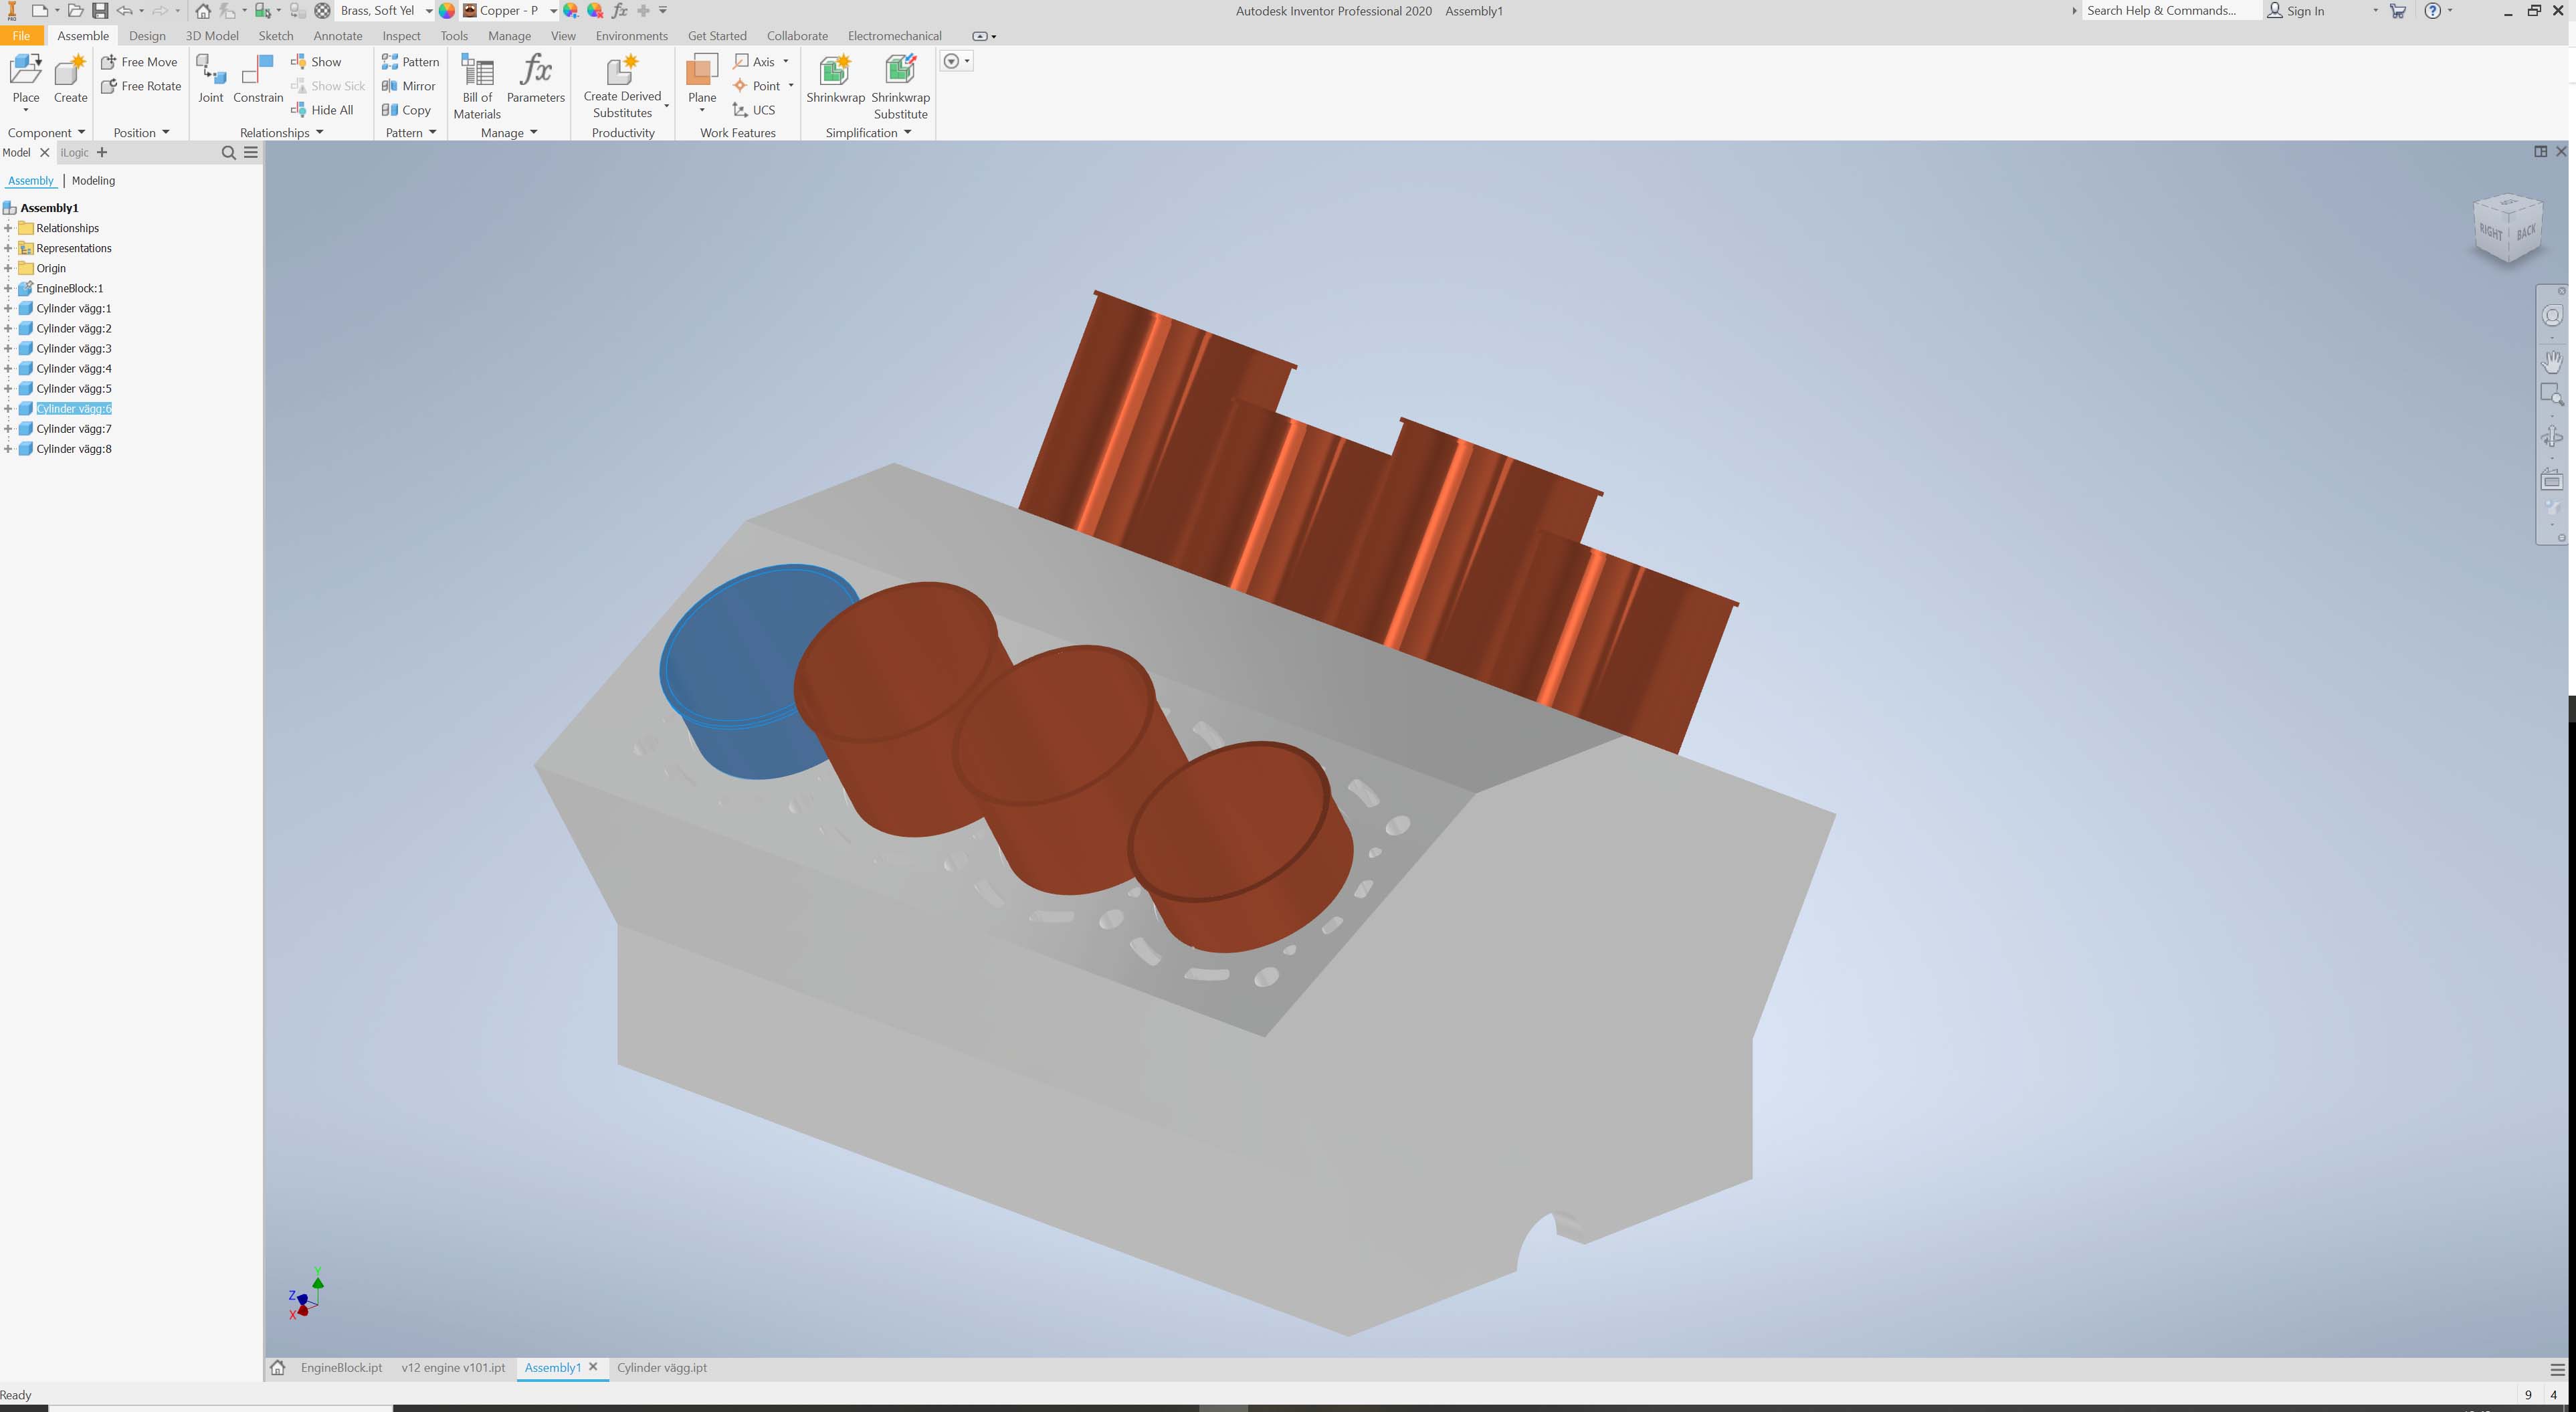 Brass, Soft Yel Copper - P Autodesk Inventor Professional 2020 Assembly1 Search Help & Commands... Sign In
File Assemble Design 3D Model Sketch Annotate Inspect Tools Manage View Environments Get Started Collaborate Electromechanical
Place Create
Component
Free Move
Free Rotate
Position
Joint Constrain
Show
Show Sick
Hide All
Relationships
Pattern
Mirror
Copy
Pattern
Bill of Materials
Parameters
Manage
Create Derived
Substitutes
Productivity
Plane
Axis
Point
UCS
Work Features
Shrinkwrap
Shrinkwrap
Substitute
Simplification
Model iLogic
Assembly | Modeling
Assembly1
Relationships
Representations
Origin
EngineBlock:1
Cylinder vägg:1
Cylinder vägg:2
Cylinder vägg:3
Cylinder vägg:4
Cylinder vägg:5
Cylinder vägg:6
Cylinder vägg:7
Cylinder vägg:8
RIGHT BACK
Y
Z
X
EngineBlock.ipt v12 engine v101.ipt Assembly1 Cylinder vägg.ipt
Ready 9 4